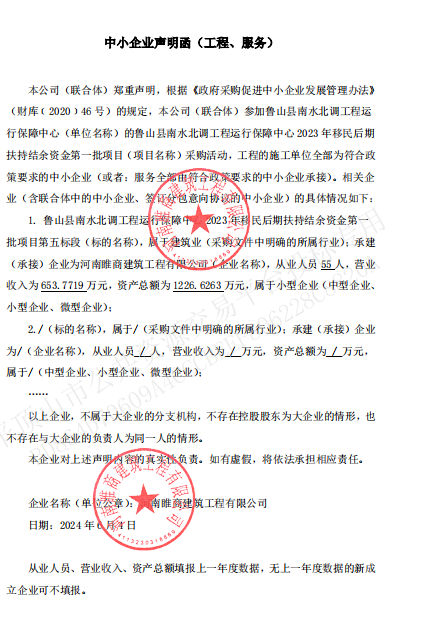 中小企业声明函（工程、服务）
本公司（联合体）郑重声明，根据《政府采购促进中小企业发展管理办法》
（财库﹝2020﹞46号）的规定，本公司（联合体）参加鲁山县南水北调工程运
行保障中心（单位名称）的鲁山县南水北调工程运行保障中心2023年移民后期
扶持结余资金第一批项目（项目名称）采购活动，工程的施工单位全部为符合政
策要求的中小企业（或者：服务全部由符合政策要求的中小企业承接）。相关企
业（含联合体中的中小企业、签订分包意向协议的中小企业）的具体情况如下：
1. 鲁山县南水北调工程运行保障中心2023年移民后期扶持结余资金第一
批项目第五标段（标的名称），属于建筑业（采购文件中明确的所属行业）；承建
（承接）企业为河南睢商建筑工程有限公司（企业名称），从业人员 55 人，营业
收入为 653.7719 万元，资产总额为 1226.6263 万元，属于小型企业（中型企业、
小型企业、微型企业）；
2./（标的名称），属于/（采购文件中明确的所属行业）；承建（承接）企业
为/（企业名称），从业人员 / 人，营业收入为 / 万元，资产总额为 / 万元，
属于/（中型企业、小型企业、微型企业）；
……
以上企业，不属于大企业的分支机构，不存在控股股东为大企业的情形，也
不存在与大企业的负责人为同一人的情形。
本企业对上述声明内容的真实性负责。如有虚假，将依法承担相应责任。
企业名称（单位公章）：河南睢商建筑工程有限公司
日期：2024年6月4日
河南睢商建筑工程有限公司
从业人员、营业收入、资产总额填报上一年度数据，无上一年度数据的新成
立企业可不填报。